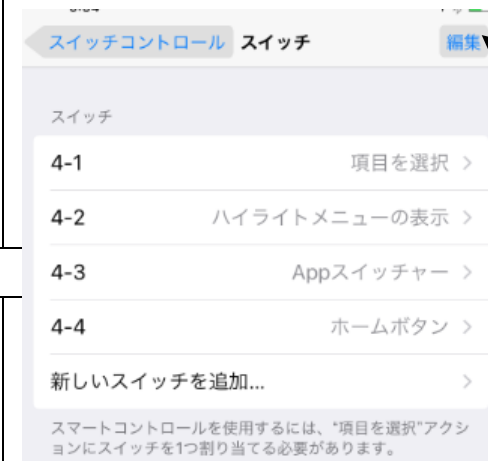 スイッチコントロール スイッチ 編集
スイッチ
4-1 項目を選択
4-2 ハイライトメニューの表示
4-3 Appスイッチャー
4-4 ホームボタン
新しいスイッチを追加...
スマートコントロールを使用するには、“項目を選択”アクシ
ョンにスイッチを1つ割り当てる必要があります。